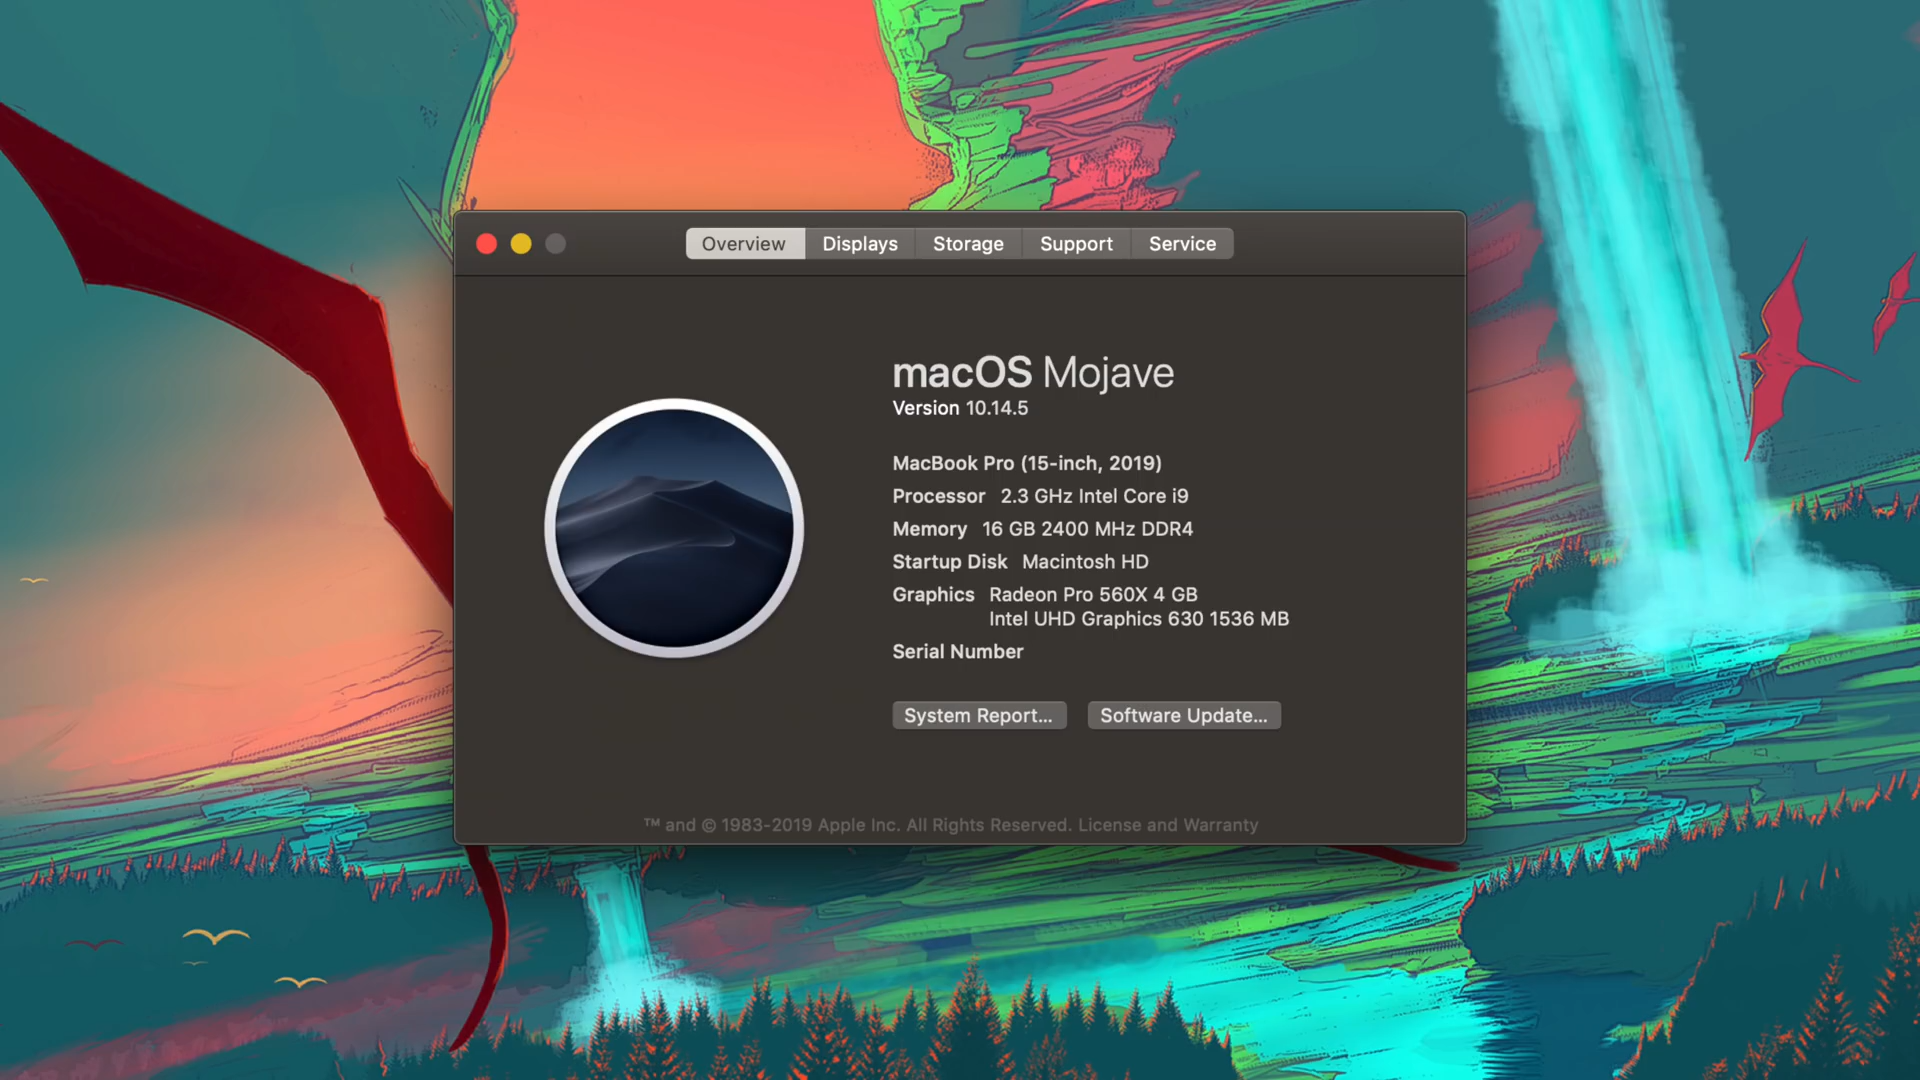 Overview Displays Storage Support Service
macOS Mojave
Version 10.14.5
MacBook Pro (15-inch, 2019)
Processor 2.3 GHz Intel Core i9
Memory 16 GB 2400 MHz DDR4
Startup Disk Macintosh HD
Graphics Radeon Pro 560X 4 GB
Intel UHD Graphics 630 1536 MB
Serial Number
System Report... Software Update...
™ and © 1983-2019 Apple Inc. All Rights Reserved. License and Warranty